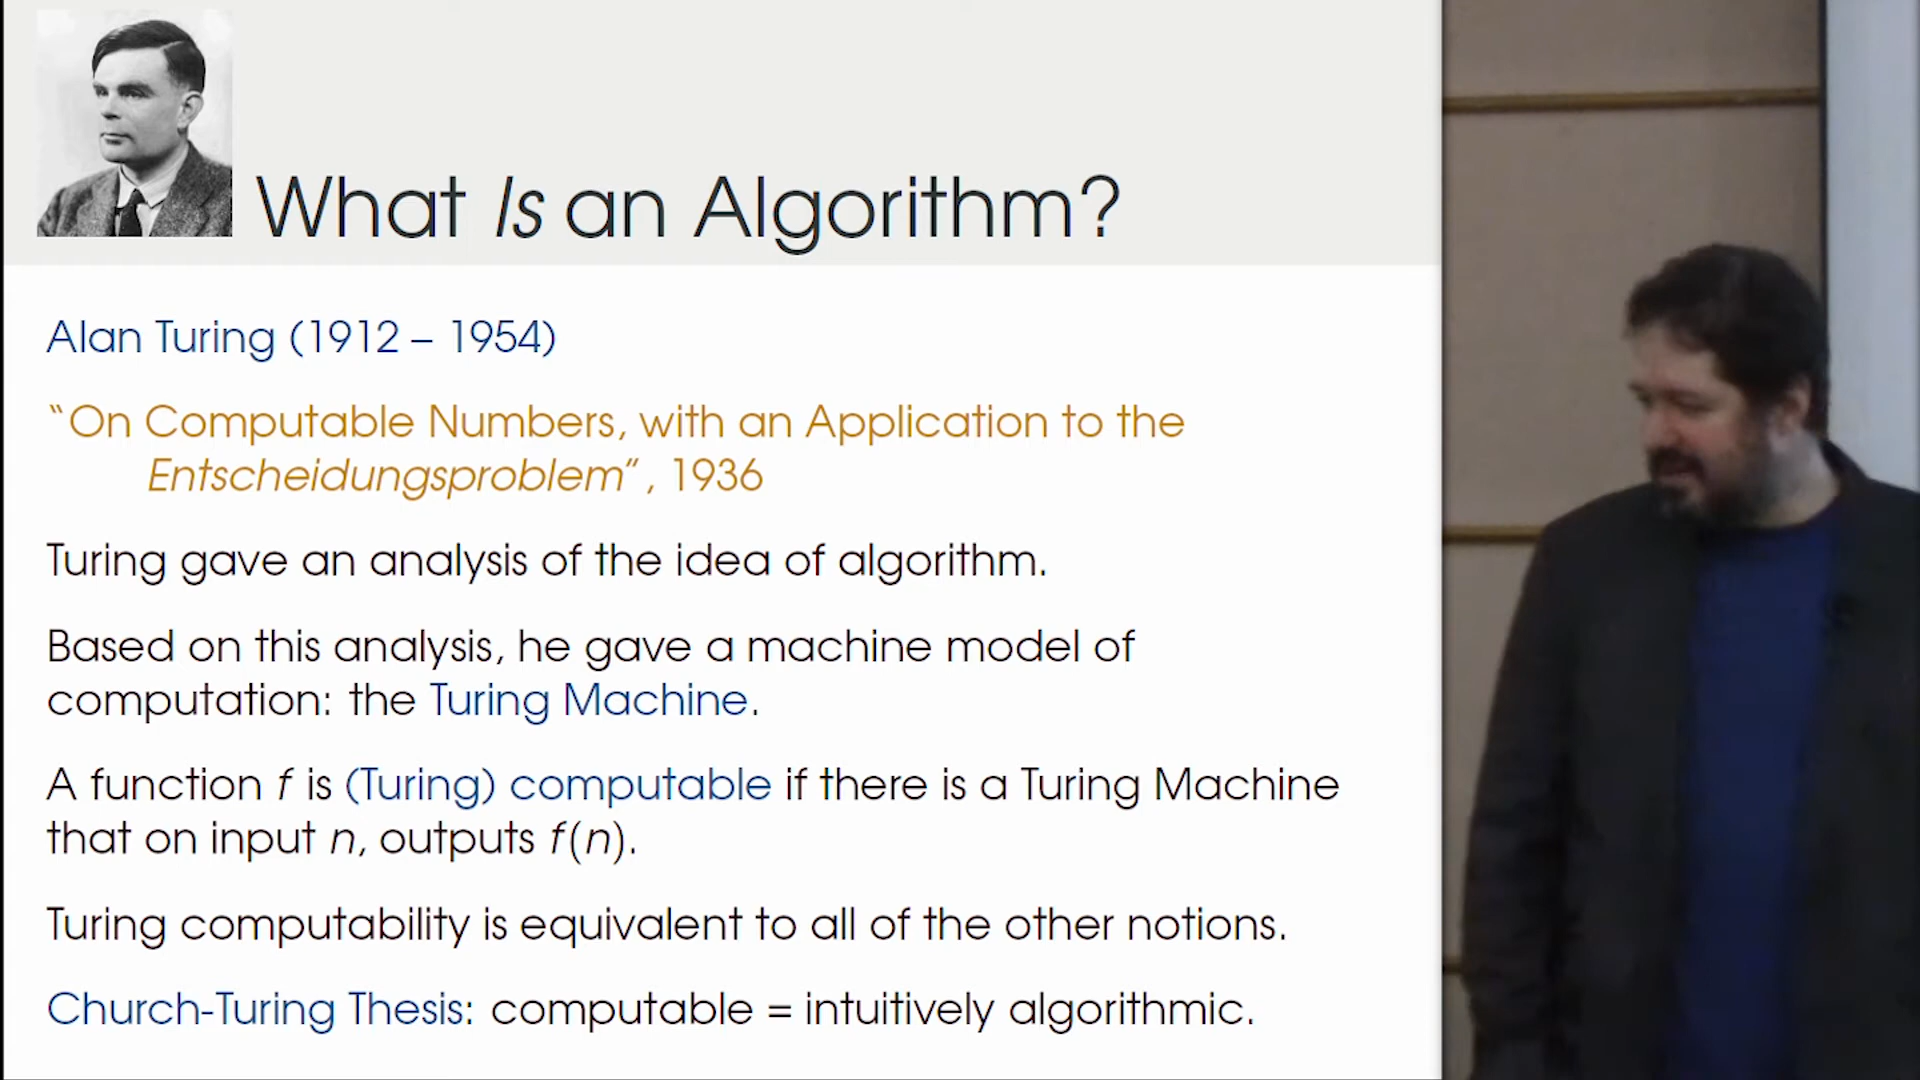 What Is an Algorithm?
Alan Turing (1912 – 1954)
“On Computable Numbers, with an Application to the
Entscheidungsproblem”, 1936
Turing gave an analysis of the idea of algorithm.
Based on this analysis, he gave a machine model of
computation: the Turing Machine.
A function f is (Turing) computable if there is a Turing Machine
that on input n, outputs f(n).
Turing computability is equivalent to all of the other notions.
Church-Turing Thesis: computable = intuitively algorithmic.